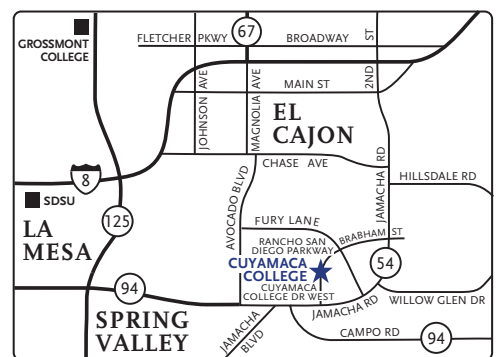 GROSSMONT
COLLEGE
FLETCHER PKWY
67
BROADWAY
2ND ST
JOHNSON AVE
MAGNOLIA AVE
MAIN ST
EL
CAJON
CHASE AVE
8
SDSU
125
LA
MESA
AVOCADO BLVD
JAMACHA RD
HILLSDALE RD
FURY LANE
RANCHO SAN
DIEGO PARKWAY
BRABHAM ST
CUYAMACA
COLLEGE
CUYAMACA
COLLEGE DR WEST
54
94
SPRING
VALLEY
JAMACHA
BLVD
JAMACHA RD
WILLOW GLEN DR
CAMPO RD
94